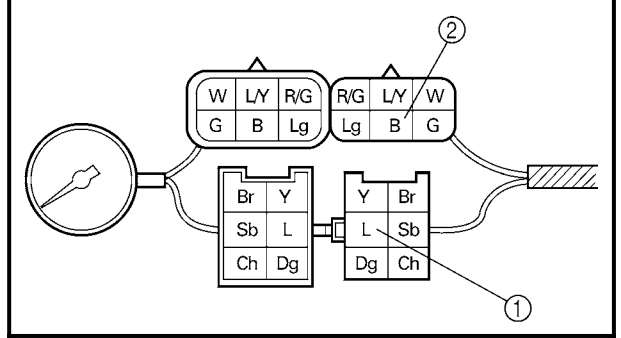 ②
W L/Y R/G R/G L/Y W
G B Lg Lg B G
Br Y Y Br
Sb L L Sb
Ch Dg Dg Ch
①